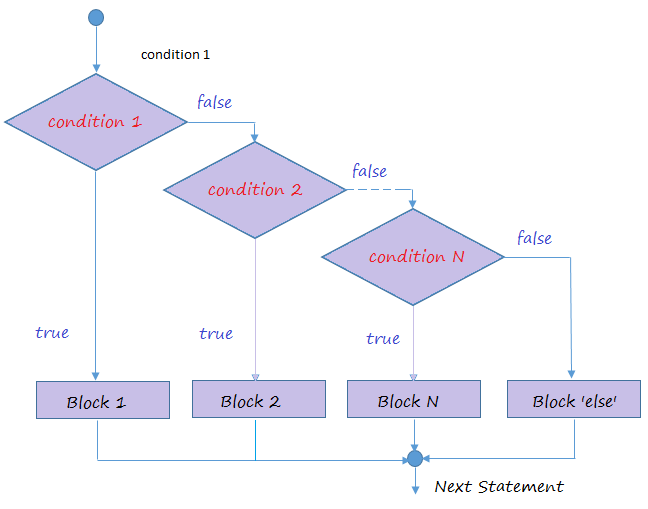 condition 1
false
condition 1
false
condition 2
false
condition N
true
true
true
Block 1
Block 2
Block N
Block 'else'
Next Statement